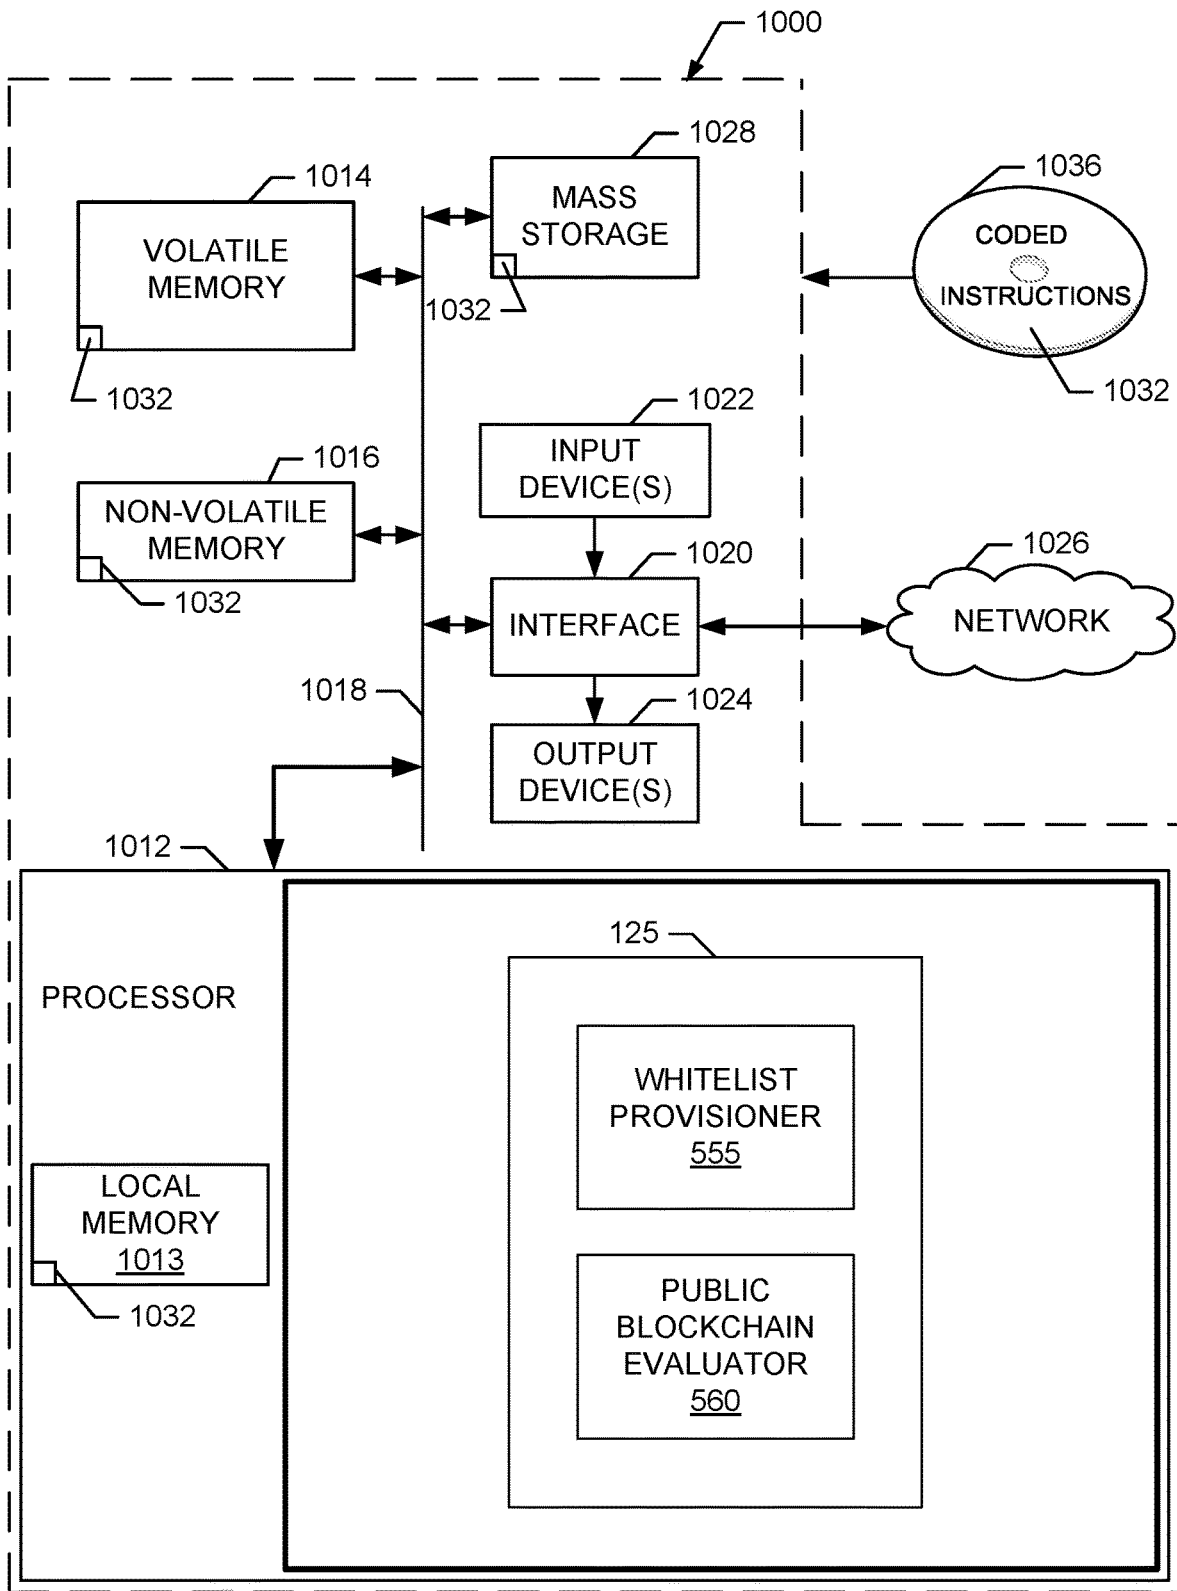 1000
1028
MASS
STORAGE
1032
1014
VOLATILE
MEMORY
1032
1036
CODED
INSTRUCTIONS
1032
1022
INPUT
DEVICE(S)
1016
NON-VOLATILE
MEMORY
1032
1020
INTERFACE
1026
NETWORK
1018
1024
OUTPUT
DEVICE(S)
1012
PROCESSOR
LOCAL
MEMORY
1013
1032
125
WHITELIST
PROVISIONER
555
PUBLIC
BLOCKCHAIN
EVALUATOR
560